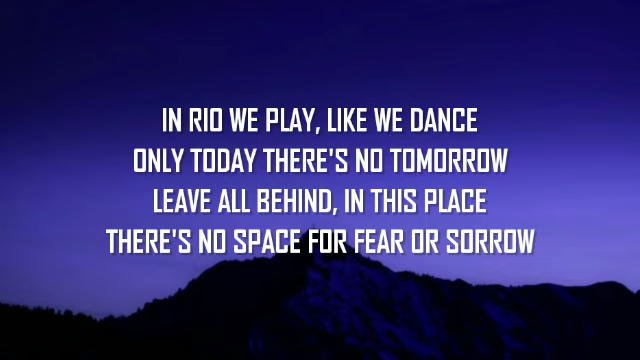 IN RIO WE PLAY, LIKE WE DANCE
ONLY TODAY THERE'S NO TOMORROW
LEAVE ALL BEHIND, IN THIS PLACE
THERE'S NO SPACE FOR FEAR OR SORROW